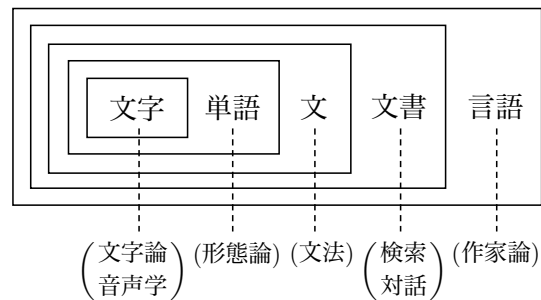 文字 単語 文 文書 言語
(文字論 音声学) (形態論) (文法) (検索 対話) (作家論)